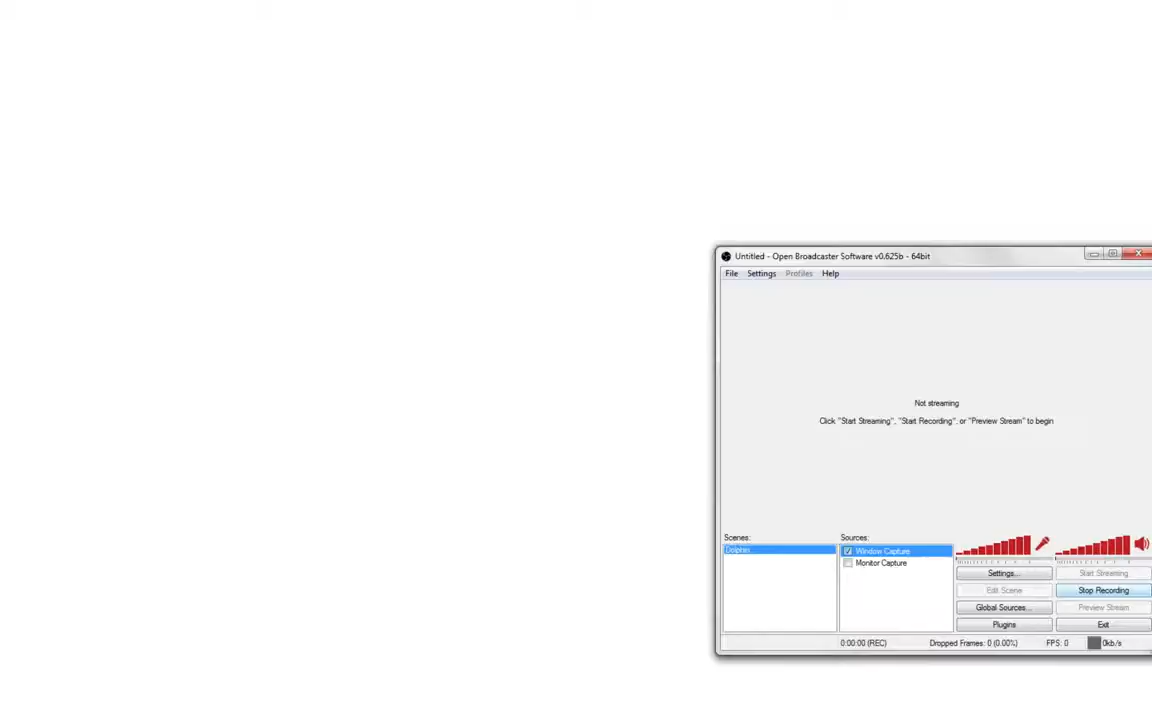 Untitled - Open Broadcaster Software v0.625b - 64bit
File Settings Profiles Help
Not streaming
Click "Start Streaming", "Start Recording", or "Preview Stream" to begin
Scenes:
Sources:
Dolphin
Window Capture
Monitor Capture
Settings...
Start Streaming
Edit Scene
Stop Recording
Global Sources...
Preview Stream
Plugins
Exit
0:00:00 (REC)
Dropped Frames: 0 (0.00%)
FPS: 0
0kb/s